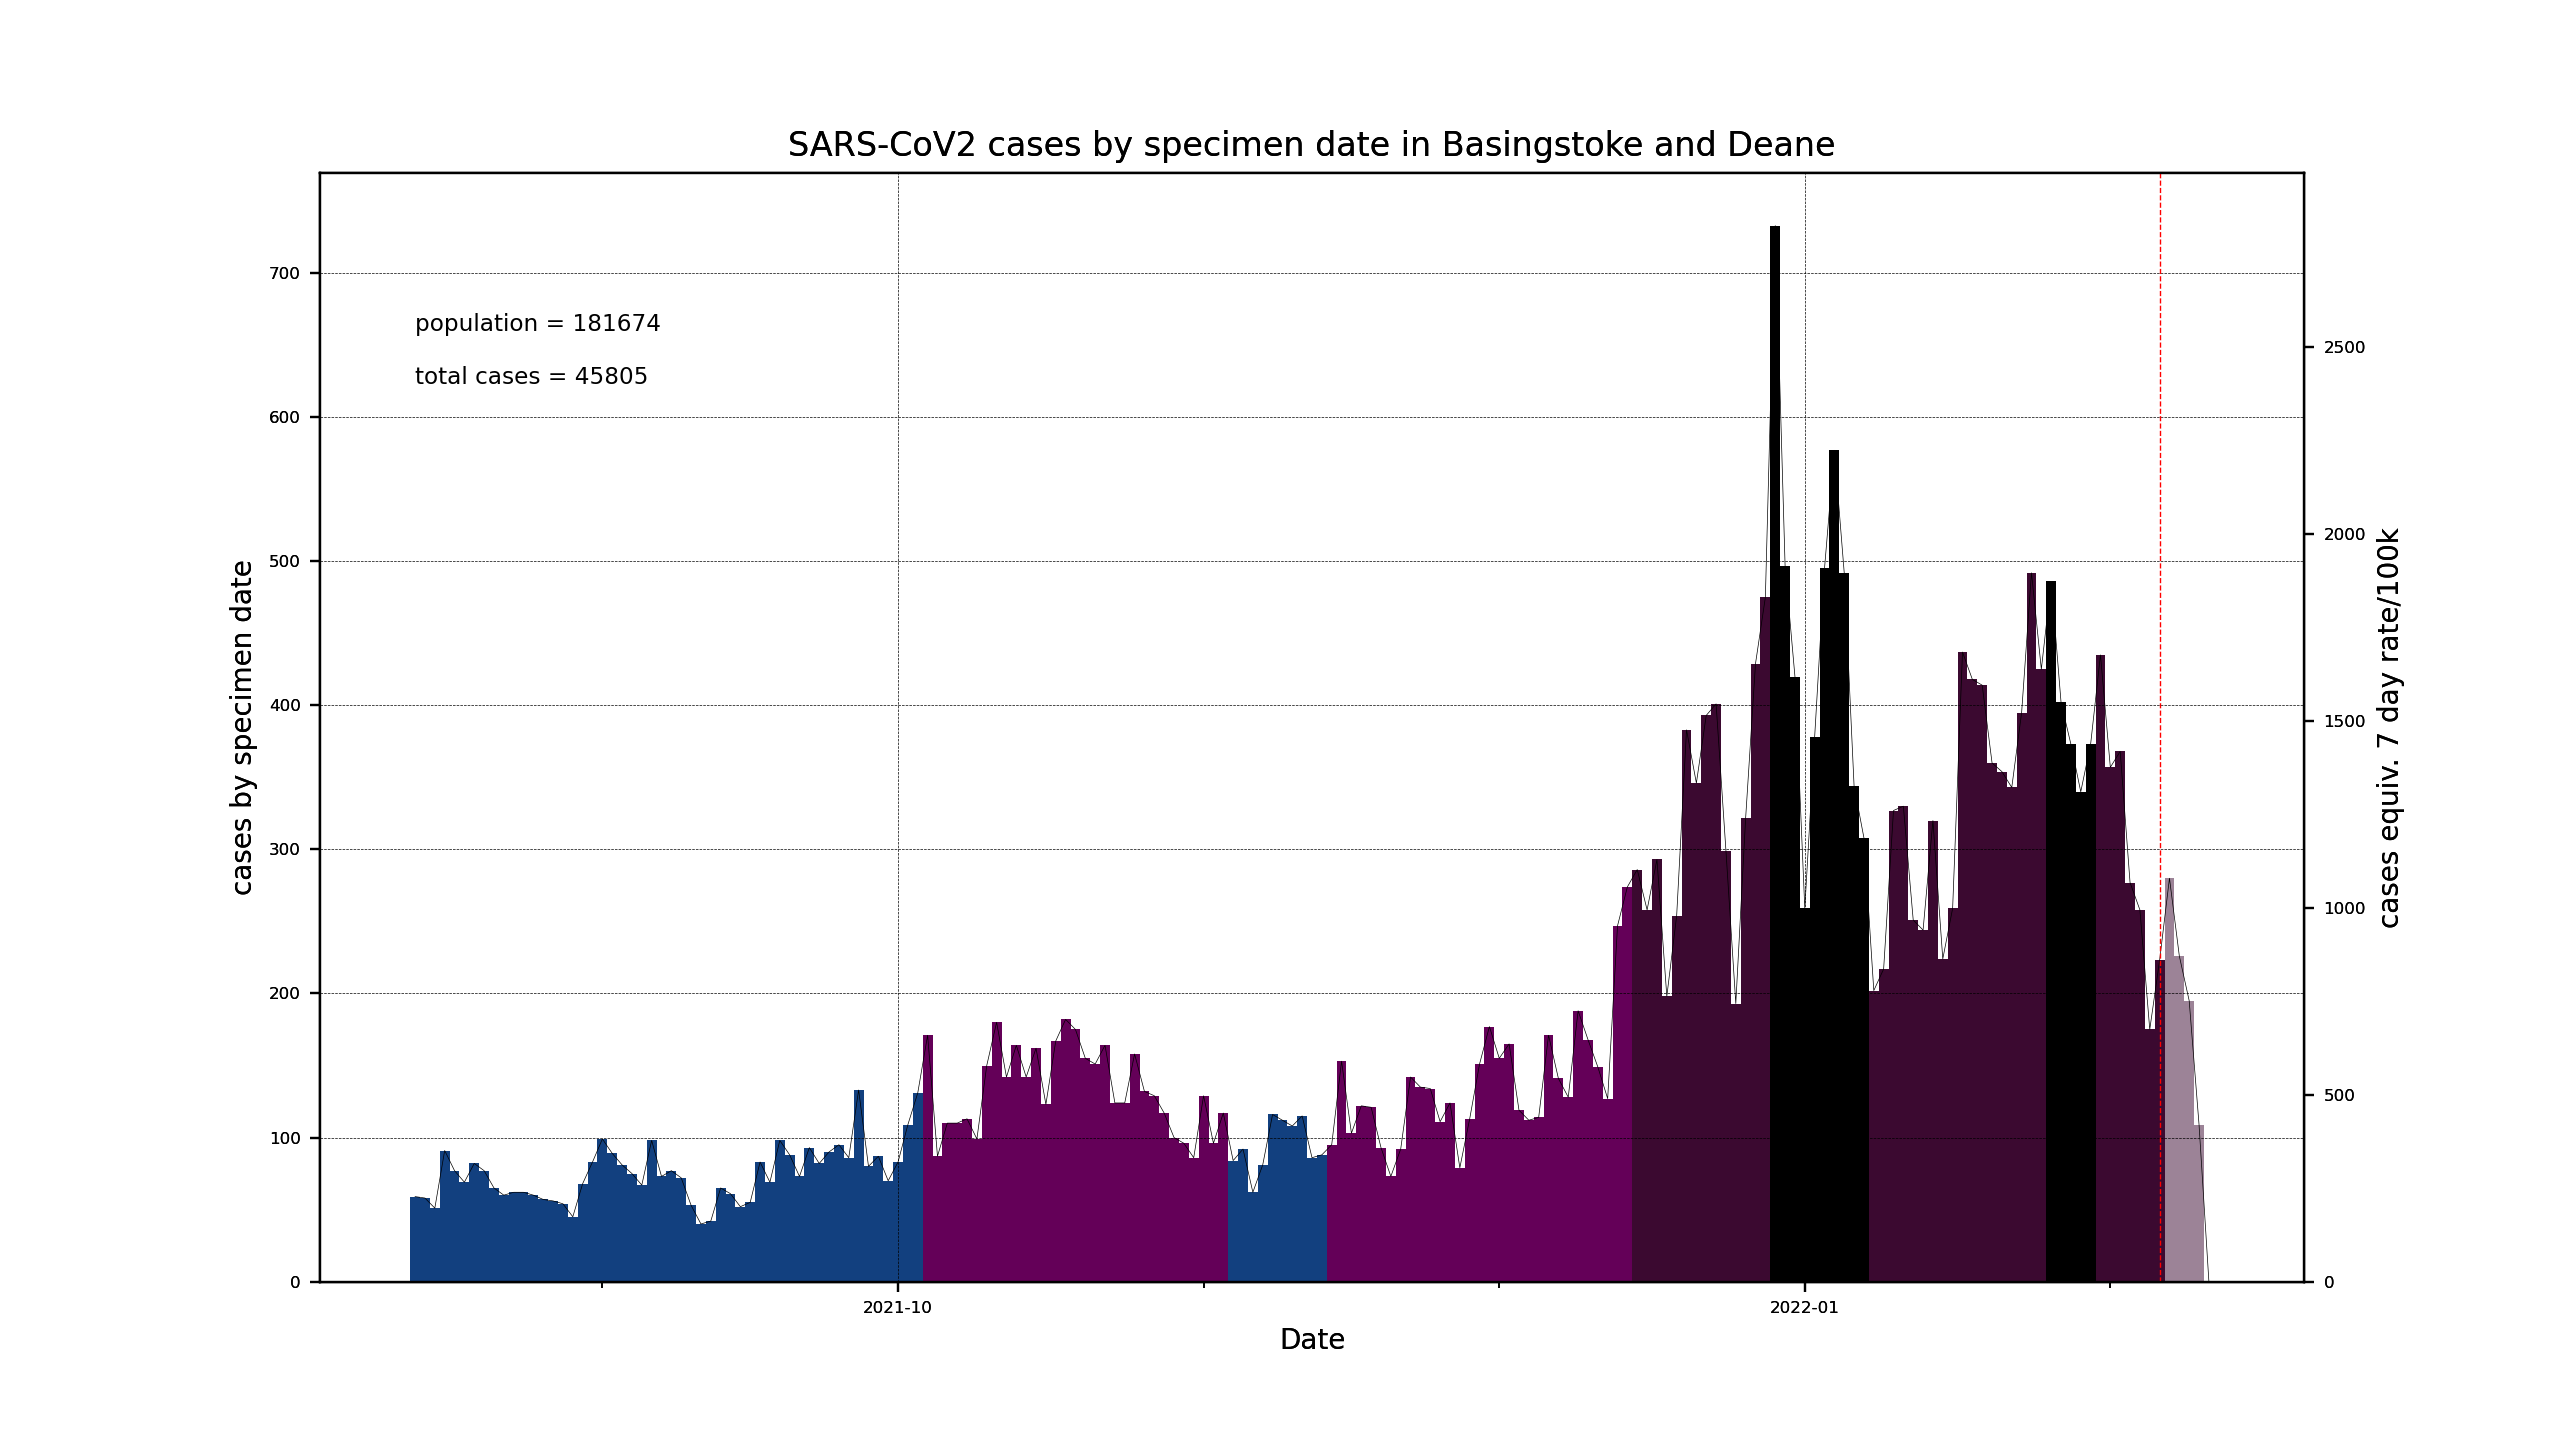 SARS-CoV2 cases by specimen date in Basingstoke and Deane
population = 181674
total cases = 45805
cases by specimen date
700
600
500
400
300
200
100
0
2500
2000
1500
1000
500
0
cases equiv. 7 day rate/100k
2021-10
2022-01
Date